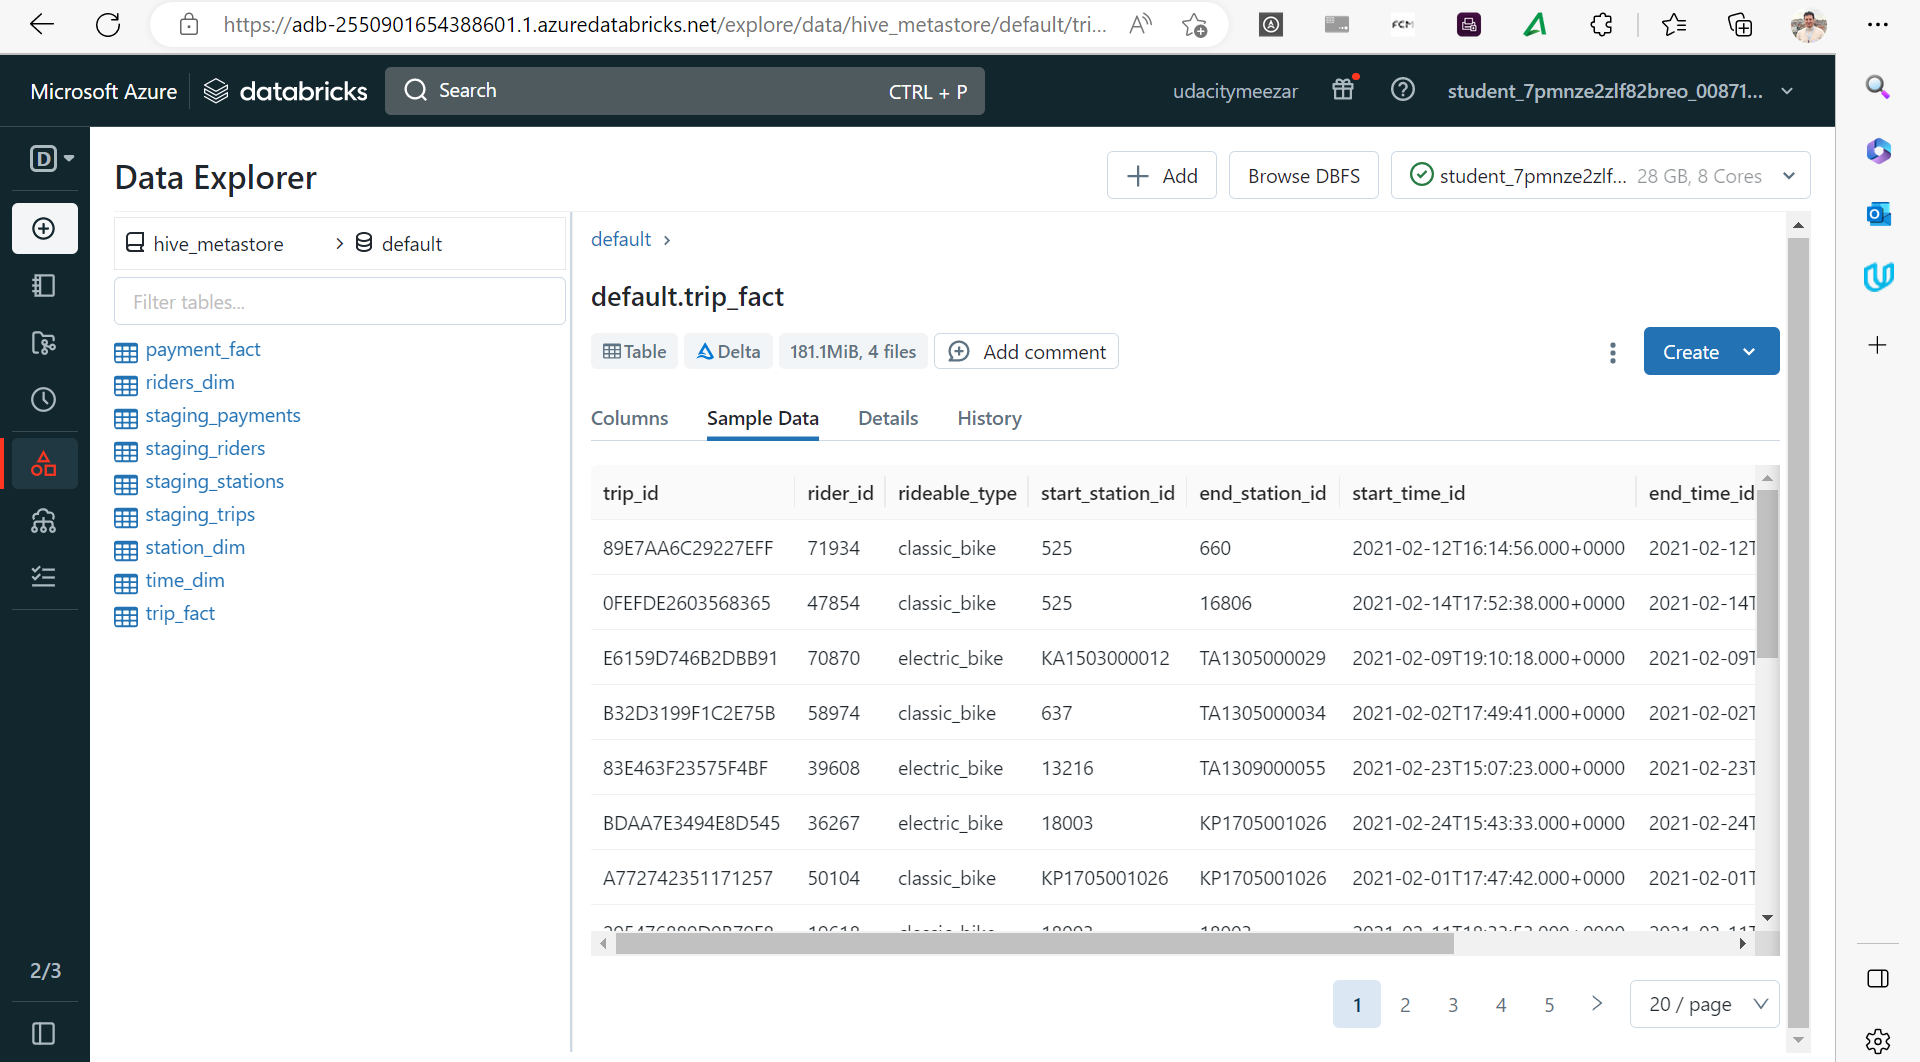 https://adb-2550901654388601.1.azuredatabricks.net/explore/data/hive_metastore/default/tri...
FCM
Microsoft Azure databricks Search CTRL + P udacitymeezar student_7pmnze2zlf82breo_00871...
D
Data Explorer
Add Browse DBFS student_7pmnze2zlf... 28 GB, 8 Cores
hive_metastore > default
Filter tables...
payment_fact
riders_dim
staging_payments
staging_riders
staging_stations
staging_trips
station_dim
time_dim
trip_fact
2/3
default >
default.trip_fact
Table Delta 181.1MiB, 4 files Add comment Create
Columns Sample Data Details History
trip_id rider_id rideable_type start_station_id end_station_id start_time_id end_time_id
89E7AA6C29227EFF 71934 classic_bike 525 660 2021-02-12T16:14:56.000+0000 2021-02-12T
0FEFDE2603568365 47854 classic_bike 525 16806 2021-02-14T17:52:38.000+0000 2021-02-14T
E6159D746B2DBB91 70870 electric_bike KA1503000012 TA1305000029 2021-02-09T19:10:18.000+0000 2021-02-09T
B32D3199F1C2E75B 58974 classic_bike 637 TA1305000034 2021-02-02T17:49:41.000+0000 2021-02-02T
83E463F23575F4BF 39608 electric_bike 13216 TA1309000055 2021-02-23T15:07:23.000+0000 2021-02-23T
BDAA7E3494E8D545 36267 electric_bike 18003 KP1705001026 2021-02-24T15:43:33.000+0000 2021-02-24T
A772742351171257 50104 classic_bike KP1705001026 KP1705001026 2021-02-01T17:47:42.000+0000 2021-02-01T
1 2 3 4 5 > 20 / page